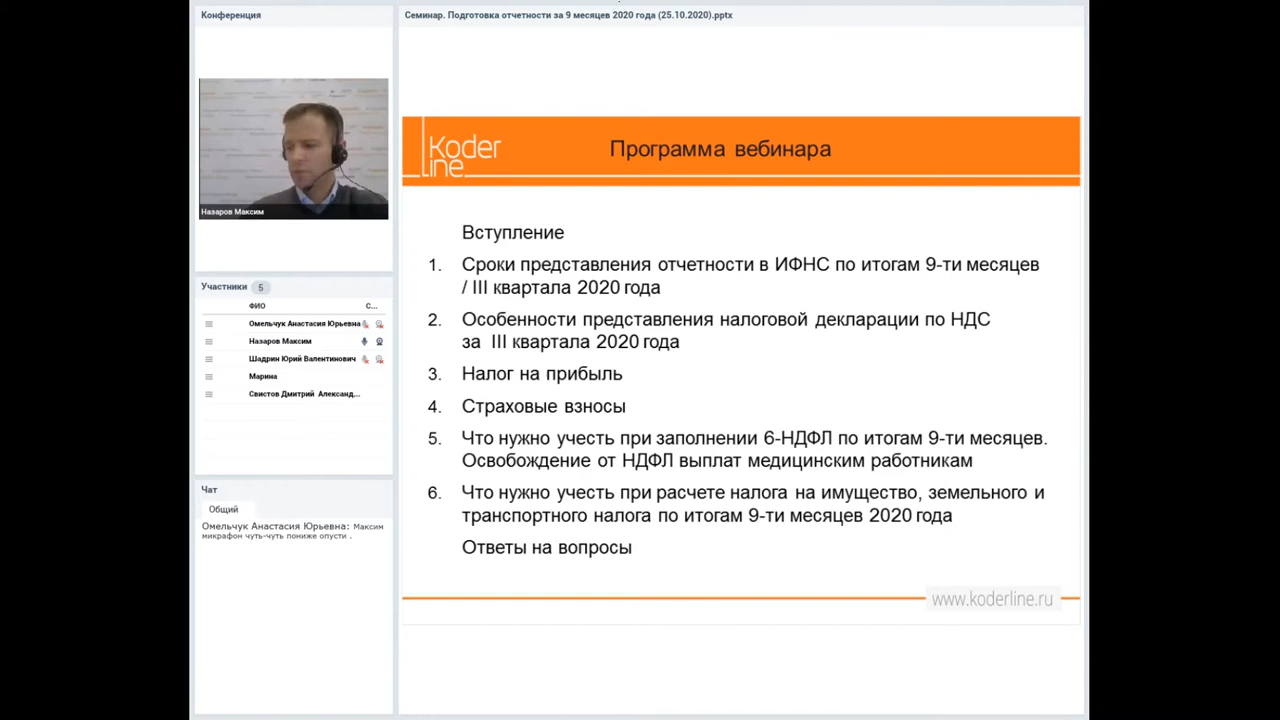 Конференция
Назаров Максим
Участники 5
ФИО С...
Омельчук Анастасия Юрьевна
Назаров Максим
Шадрин Юрий Валентинович
Марина
Свистов Дмитрий Александ...
Чат
Общий
Омельчук Анастасия Юрьевна: Максим
микрафон чуть-чуть пониже опусти .
Семинар. Подготовка отчетности за 9 месяцев 2020 года (25.10.2020).pptx
Koder
line
Программа вебинара
Вступление
1. Сроки представления отчетности в ИФНС по итогам 9-ти месяцев
/ III квартала 2020 года
2. Особенности представления налоговой декларации по НДС
за III квартала 2020 года
3. Налог на прибыль
4. Страховые взносы
5. Что нужно учесть при заполнении 6-НДФЛ по итогам 9-ти месяцев.
Освобождение от НДФЛ выплат медицинским работникам
6. Что нужно учесть при расчете налога на имущество, земельного и
транспортного налога по итогам 9-ти месяцев 2020 года
Ответы на вопросы
www.koderline.ru